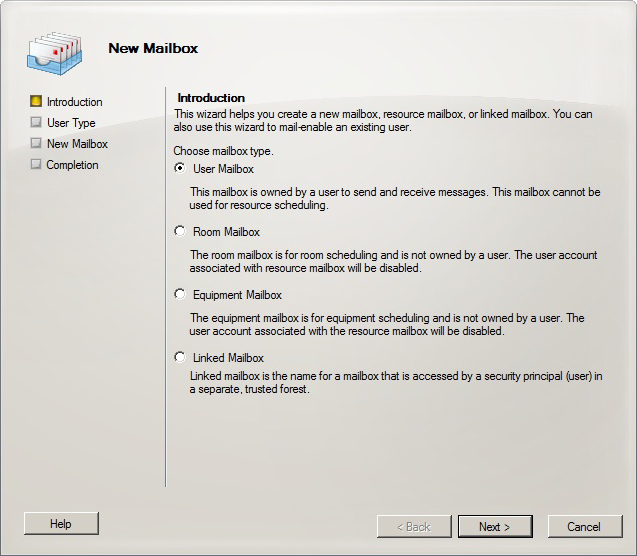 New Mailbox
Introduction
User Type
New Mailbox
Completion
Introduction
This wizard helps you create a new mailbox, resource mailbox, or linked mailbox. You can
also use this wizard to mail-enable an existing user.
Choose mailbox type.
User Mailbox
This mailbox is owned by a user to send and receive messages. This mailbox cannot be
used for resource scheduling.
Room Mailbox
The room mailbox is for room scheduling and is not owned by a user. The user account
associated with resource mailbox will be disabled.
Equipment Mailbox
The equipment mailbox is for equipment scheduling and is not owned by a user. The
user account associated with the resource mailbox will be disabled.
Linked Mailbox
Linked mailbox is the name for a mailbox that is accessed by a security principal (user) in
a separate, trusted forest.
Help
< Back
Next >
Cancel